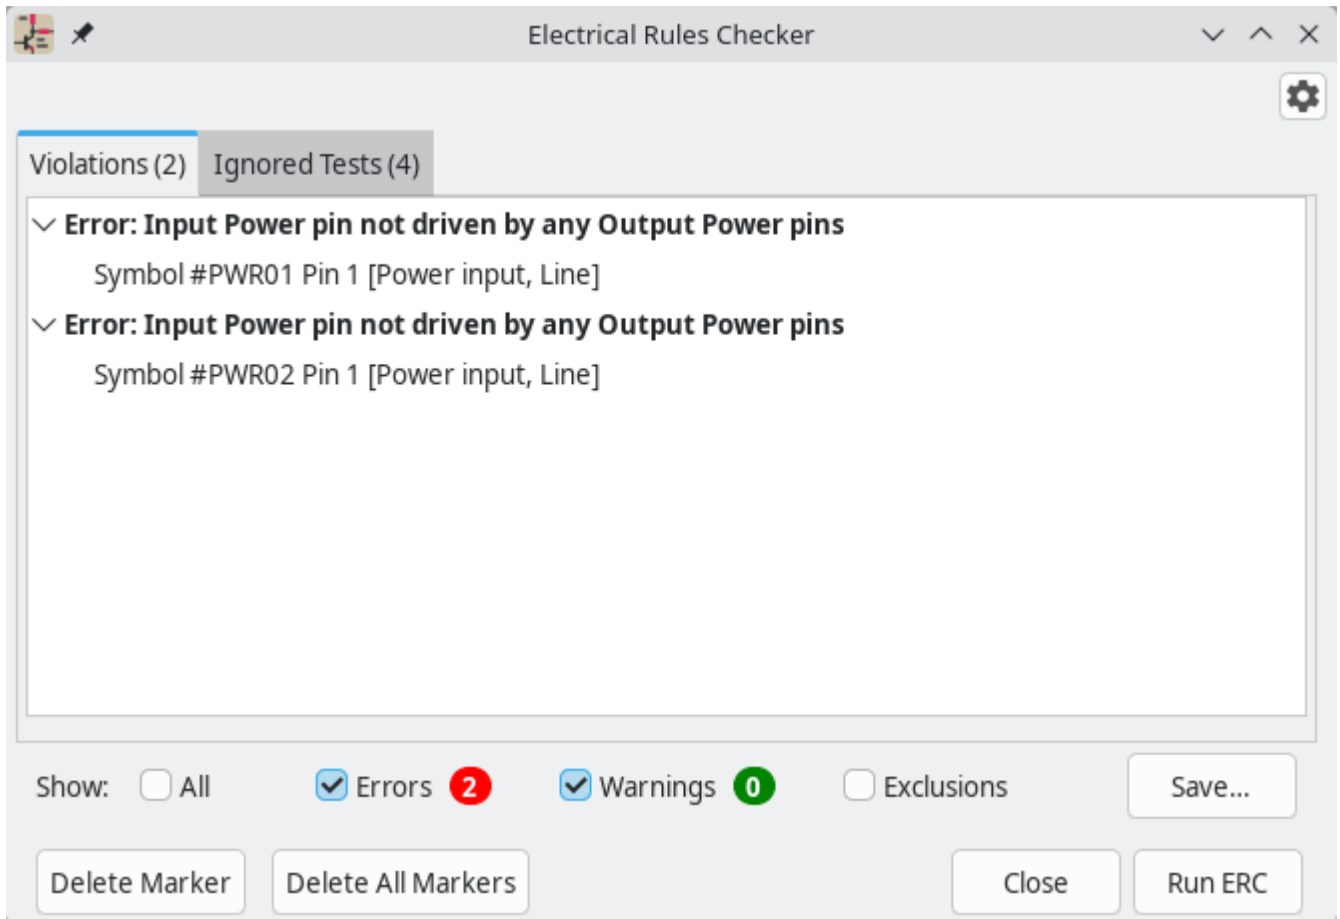 Electrical Rules Checker
Violations (2) Ignored Tests (4)
Error: Input Power pin not driven by any Output Power pins
Symbol #PWR01 Pin 1 [Power input, Line]
Error: Input Power pin not driven by any Output Power pins
Symbol #PWR02 Pin 1 [Power input, Line]
Show: All Errors 2 Warnings 0 Exclusions Save...
Delete Marker Delete All Markers Close Run ERC